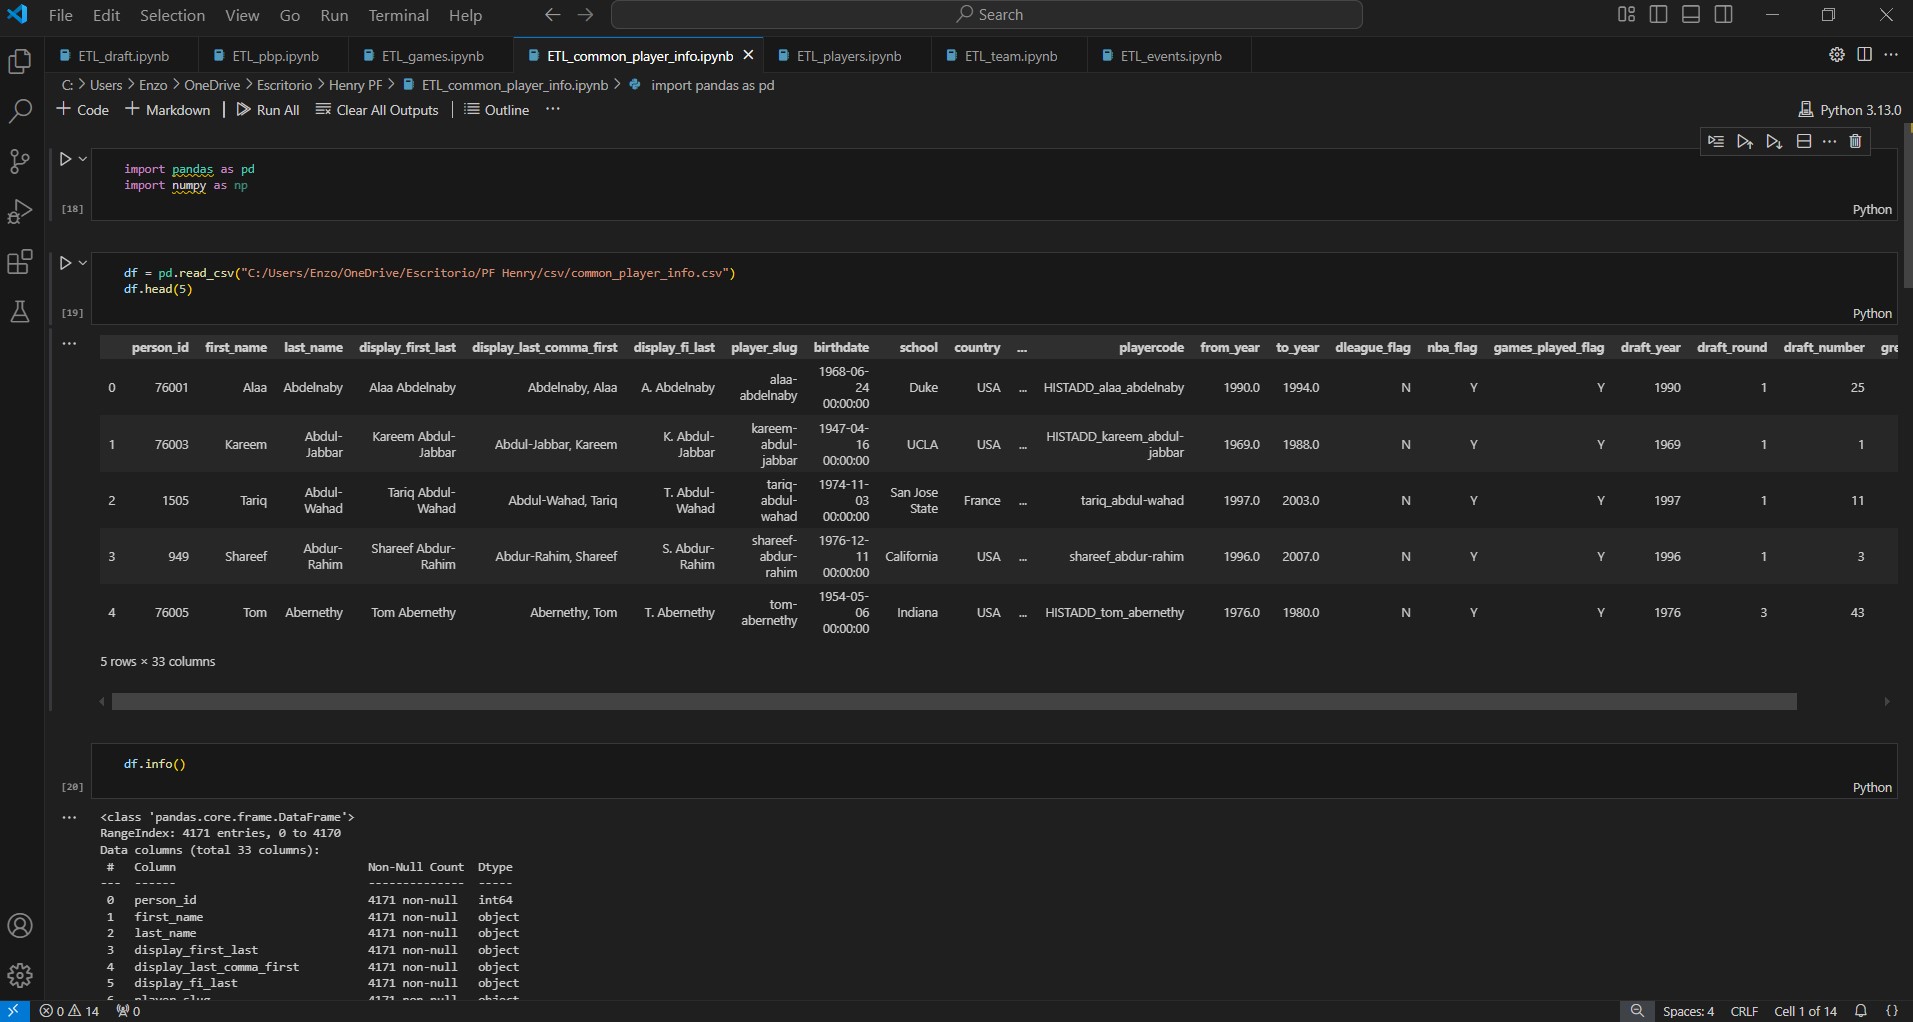 File Edit Selection View Go Run Terminal Help
Search
ETL_draft.ipynb ETL_pbp.ipynb ETL_games.ipynb ETL_common_player_info.ipynb ETL_players.ipynb ETL_team.ipynb ETL_events.ipynb
C: > Users > Enzo > OneDrive > Escritorio > Henry PF > ETL_common_player_info.ipynb > import pandas as pd
+ Code + Markdown | Run All Clear All Outputs | Outline ... Python 3.13.0
import pandas as pd
import numpy as np
[18] Python
df = pd.read_csv("C:/Users/Enzo/OneDrive/Escritorio/PF Henry/csv/common_player_info.csv")
df.head(5)
[19] Python
person_id first_name last_name display_first_last display_last_comma_first display_fi_last player_slug birthdate school country ... playercode from_year to_year dleague_flag nba_flag games_played_flag draft_year draft_round draft_number gre
0 76001 Alaa Abdelnaby Alaa Abdelnaby Abdelnaby, Alaa A. Abdelnaby alaa-abdelnaby 1968-06-24 00:00:00 Duke USA ... HISTADD_alaa_abdelnaby 1990.0 1994.0 N Y Y 1990 1 25
1 76003 Kareem Abdul-Jabbar Kareem Abdul-Jabbar Abdul-Jabbar, Kareem K. Abdul-Jabbar kareem-abdul-jabbar 1947-04-16 00:00:00 UCLA USA ... HISTADD_kareem_abdul-jabbar 1969.0 1988.0 N Y Y 1969 1 1
2 1505 Tariq Abdul-Wahad Tariq Abdul-Wahad Abdul-Wahad, Tariq T. Abdul-Wahad tariq-abdul-wahad 1974-11-03 00:00:00 San Jose State France ... tariq_abdul-wahad 1997.0 2003.0 N Y Y 1997 1 11
3 949 Shareef Abdur-Rahim Shareef Abdur-Rahim Abdur-Rahim, Shareef S. Abdur-Rahim shareef-abdur-rahim 1976-12-11 00:00:00 California USA ... shareef_abdur-rahim 1996.0 2007.0 N Y Y 1996 1 3
4 76005 Tom Abernethy Tom Abernethy Abernethy, Tom T. Abernethy tom-abernethy 1954-05-06 00:00:00 Indiana USA ... HISTADD_tom_abernethy 1976.0 1980.0 N Y Y 1976 3 43
5 rows × 33 columns
df.info()
[20] Python
<class 'pandas.core.frame.DataFrame'>
RangeIndex: 4171 entries, 0 to 4170
Data columns (total 33 columns):
# Column Non-Null Count Dtype
--- ------ -------------- -----
0 person_id 4171 non-null int64
1 first_name 4171 non-null object
2 last_name 4171 non-null object
3 display_first_last 4171 non-null object
4 display_last_comma_first 4171 non-null object
5 display_fi_last 4171 non-null object
6 player_slug 4171 non-null object
0 14 0 Spaces: 4 CRLF Cell 1 of 14 {}